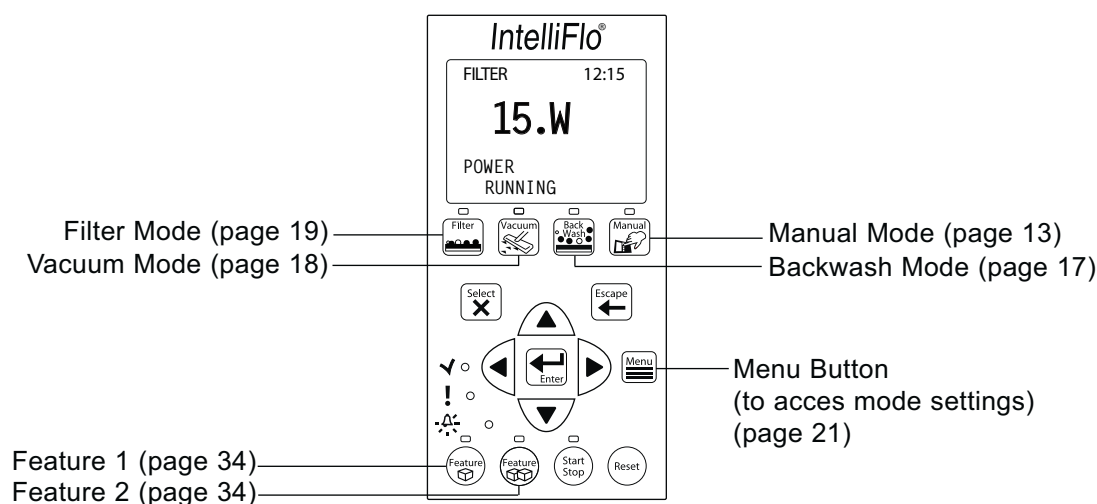 IntelliFlo®
FILTER 12:15
15.W
POWER
RUNNING
Filter
Vacuum
Back
Wash
Manual
Filter Mode (page 19)
Vacuum Mode (page 18)
Manual Mode (page 13)
Backwash Mode (page 17)
Select
Escape
Enter
Menu
Menu Button
(to acces mode settings)
(page 21)
!
Feature 1 (page 34)
Feature 2 (page 34)
Feature
Feature
Start
Stop
Reset